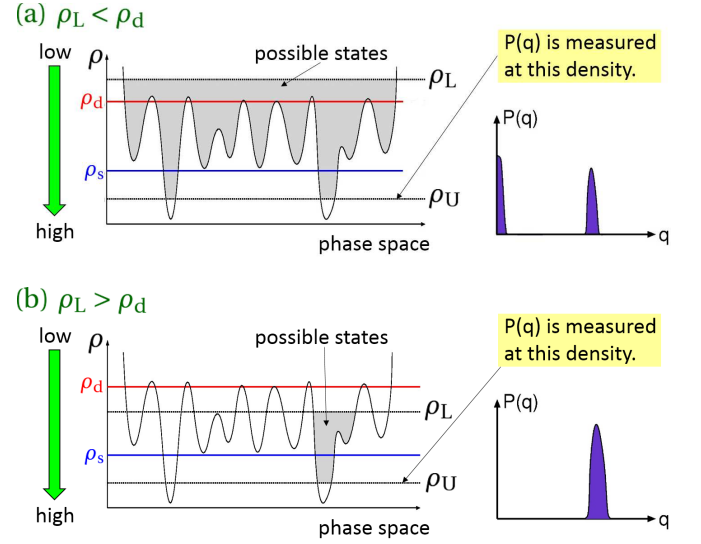 (a) ρL < ρd
low
high
ρ
possible states
ρL
ρd
ρs
ρU
phase space
P(q) is measured
at this density.
P(q)
q
(b) ρL > ρd
low
high
ρ
possible states
ρd
ρL
ρs
ρU
phase space
P(q) is measured
at this density.
P(q)
q